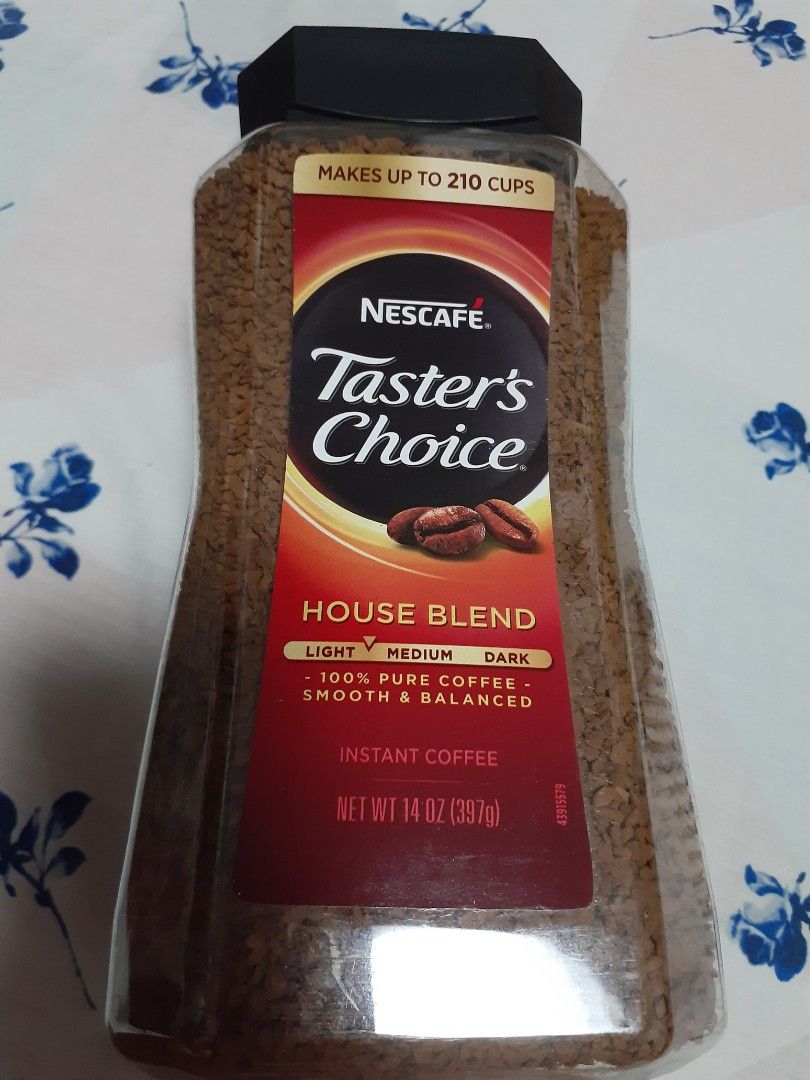 MAKES UP TO 210 CUPS
NESCAFÉ®
Taster's
Choice®
HOUSE BLEND
LIGHT MEDIUM DARK
- 100% PURE COFFEE -
SMOOTH & BALANCED
INSTANT COFFEE
NET WT 14 OZ (397g)
43915579